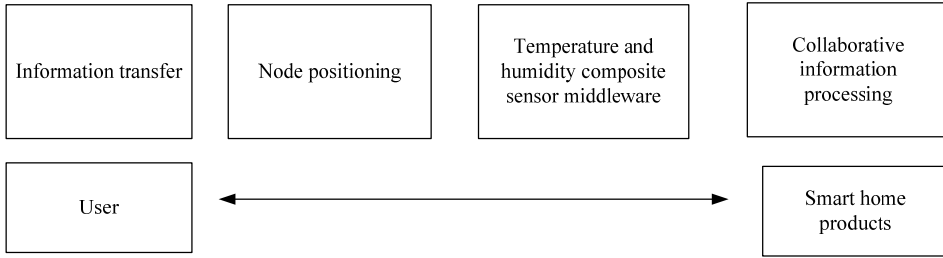 Information transfer
Node positioning
Temperature and
humidity composite
sensor middleware
Collaborative
information
processing
User
Smart home
products